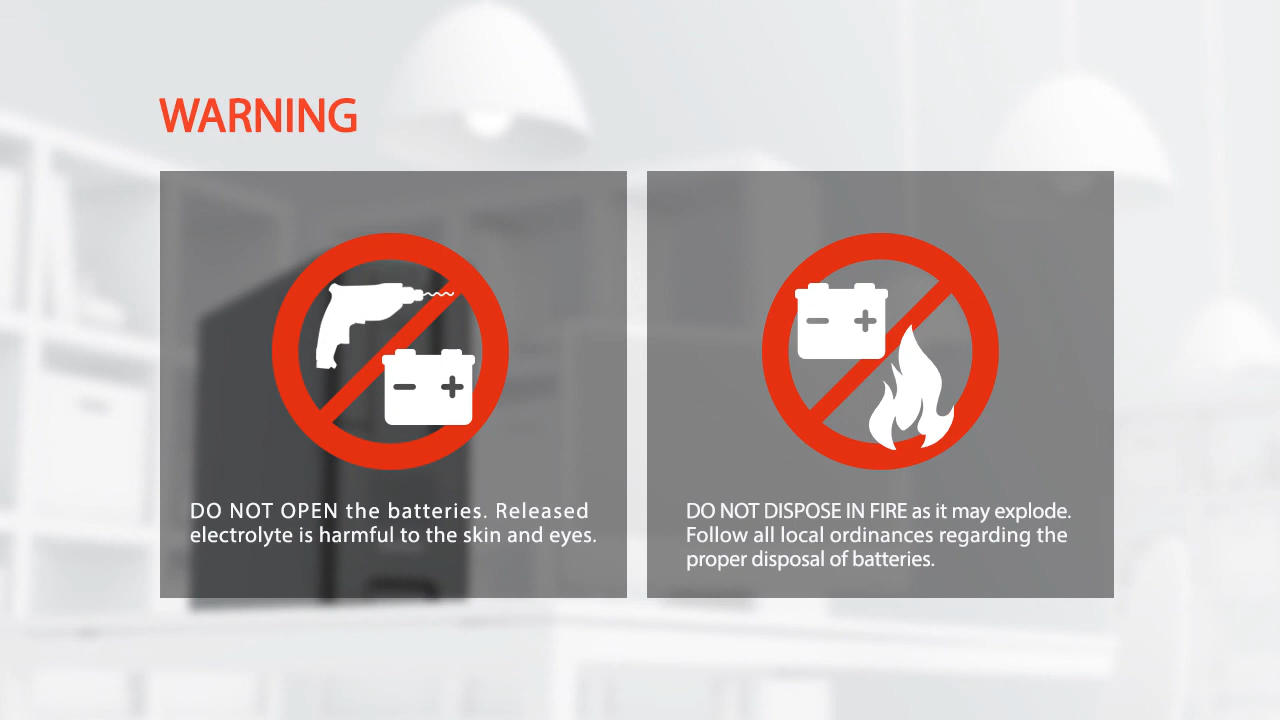 WARNING
DO NOT OPEN the batteries. Released
electrolyte is harmful to the skin and eyes.
DO NOT DISPOSE IN FIRE as it may explode.
Follow all local ordinances regarding the
proper disposal of batteries.